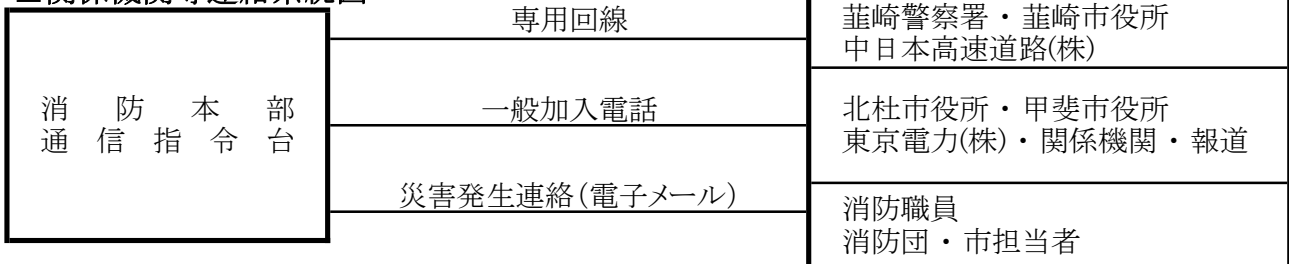 関係機関等連絡系統図
専用回線
韮崎警察署・韮崎市役所
中日本高速道路(株)
消防本部
通信指令台
一般加入電話
北杜市役所・甲斐市役所
東京電力(株)・関係機関・報道
災害発生連絡(電子メール)
消防職員
消防団・市担当者